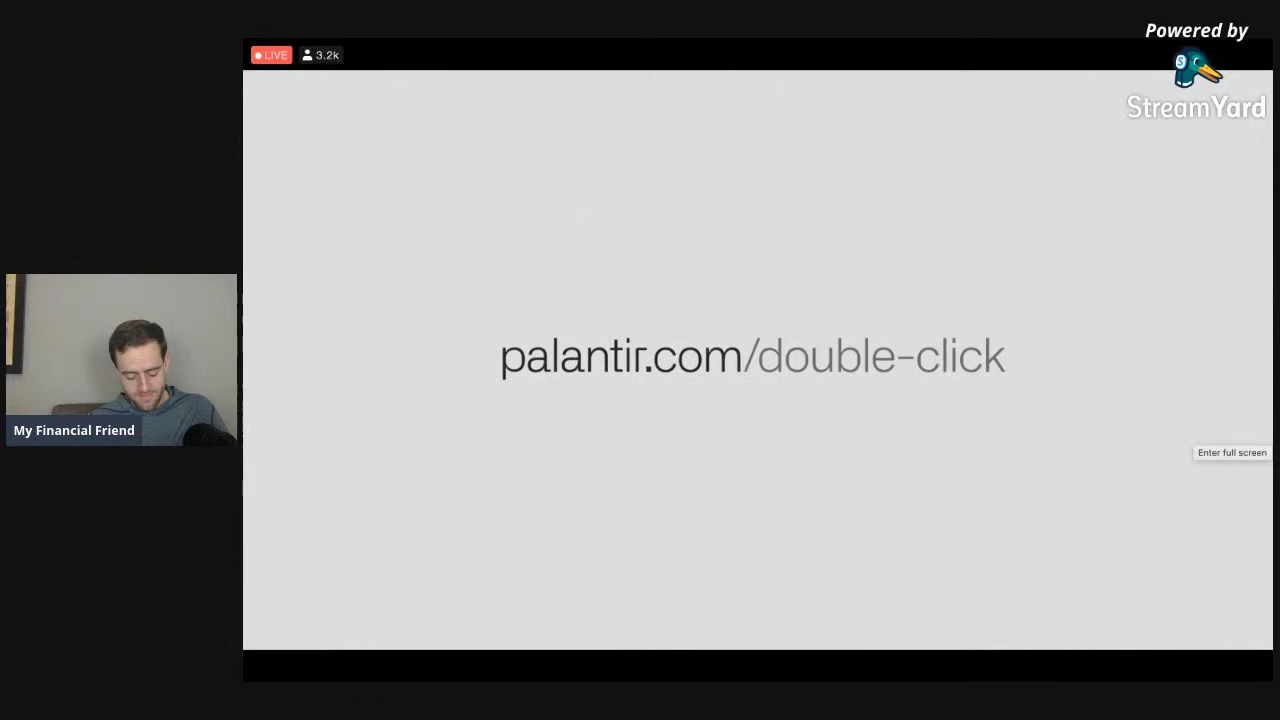 Powered by
StreamYard
LIVE 3.2k
palantir.com/double-click
Enter full screen
My Financial Friend